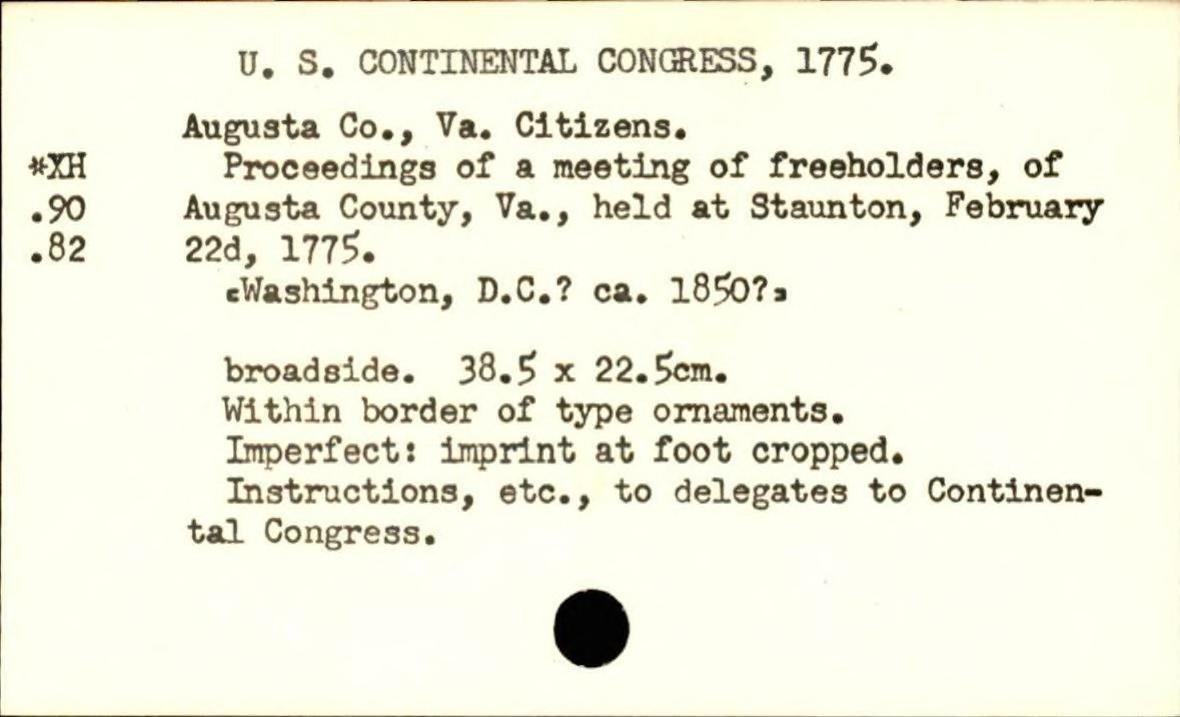 U. S. CONTINENTAL CONGRESS, 1775.
Augusta Co., Va. Citizens.
*XH Proceedings of a meeting of freeholders, of
.90 Augusta County, Va., held at Staunton, February
.82 22d, 1775.
[Washington, D.C.? ca. 1850?]
broadside. 38.5 x 22.5cm.
Within border of type ornaments.
Imperfect: imprint at foot cropped.
Instructions, etc., to delegates to Continen-
tal Congress.